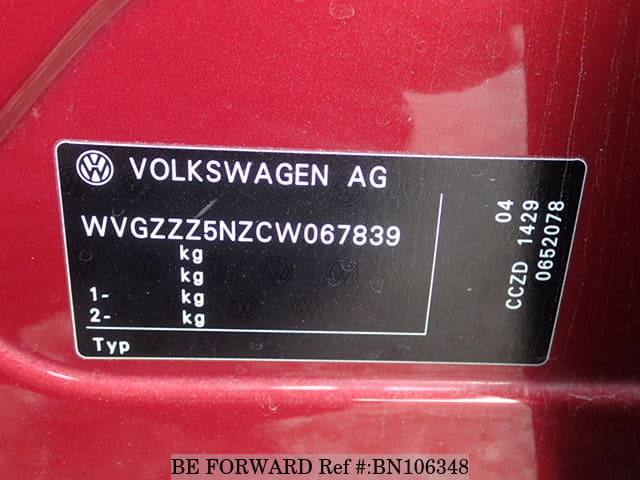 VOLKSWAGEN AG
WVGZZZ5NZCW067839
kg
kg
1- kg
2- kg
Typ
04
CCZD 1429
0652078
BE FORWARD Ref #:BN106348